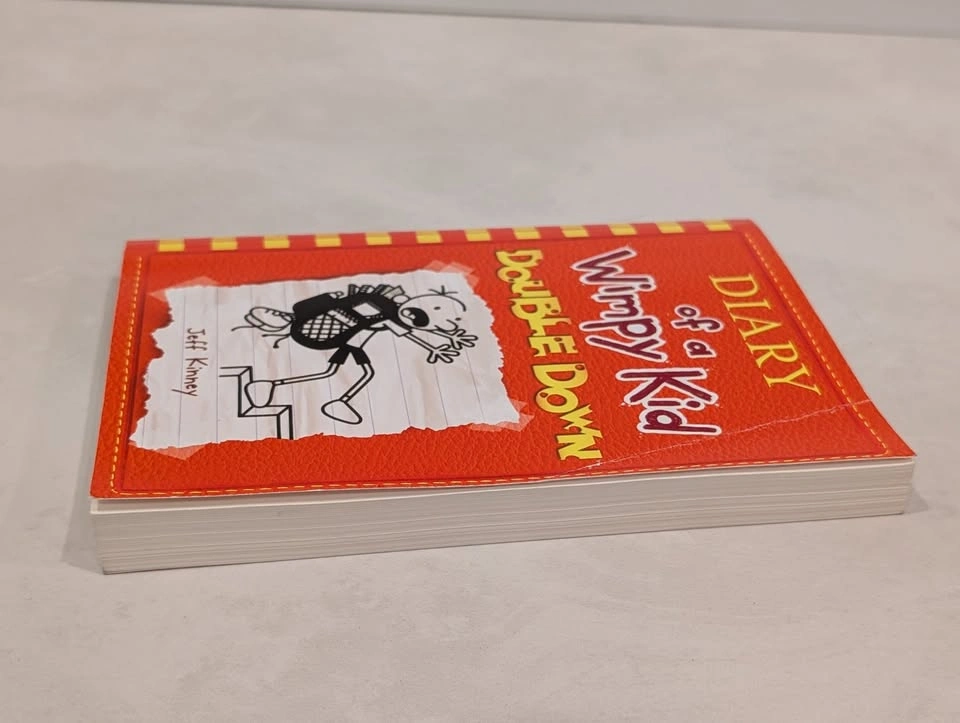 DIARY
of a
Wimpy Kid
DOUBLE DOWN
Jeff Kinney